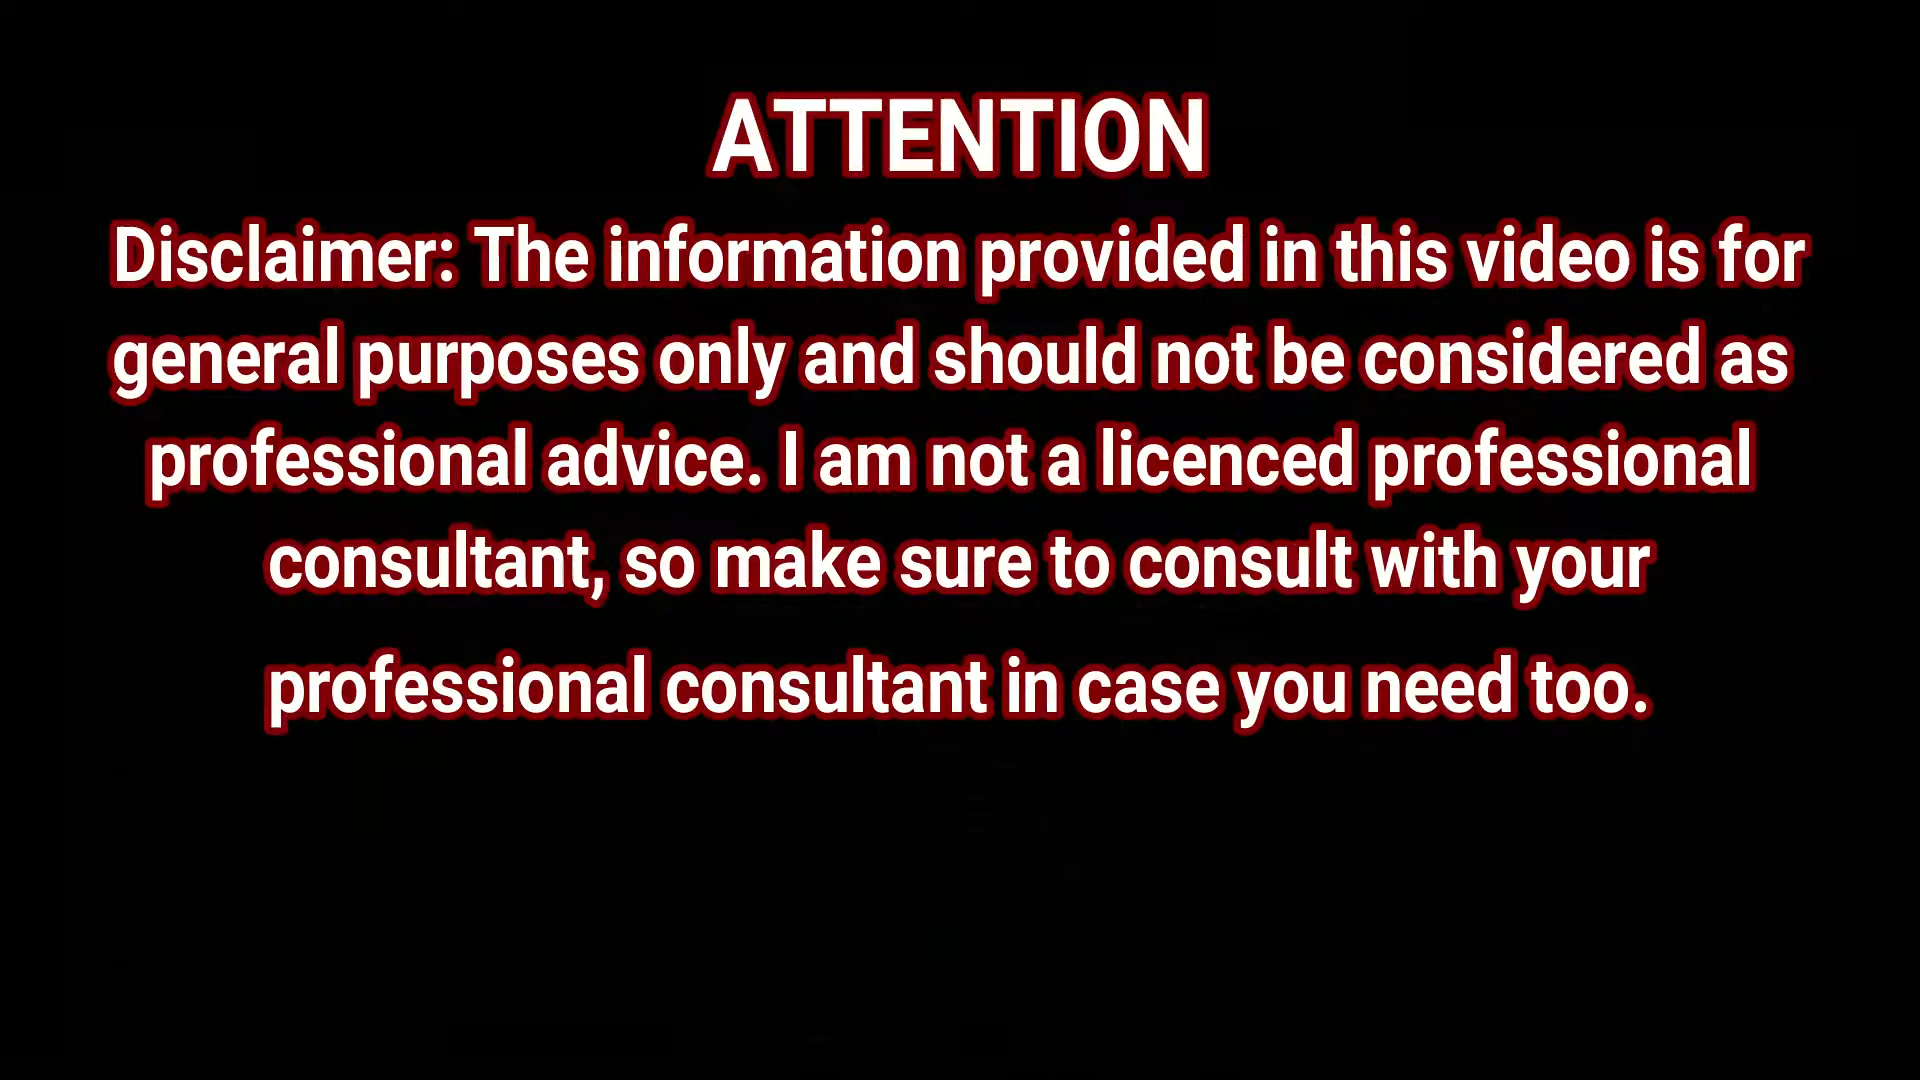 ATTENTION
Disclaimer: The information provided in this video is for
general purposes only and should not be considered as
professional advice. I am not a licenced professional
consultant, so make sure to consult with your
professional consultant in case you need too.